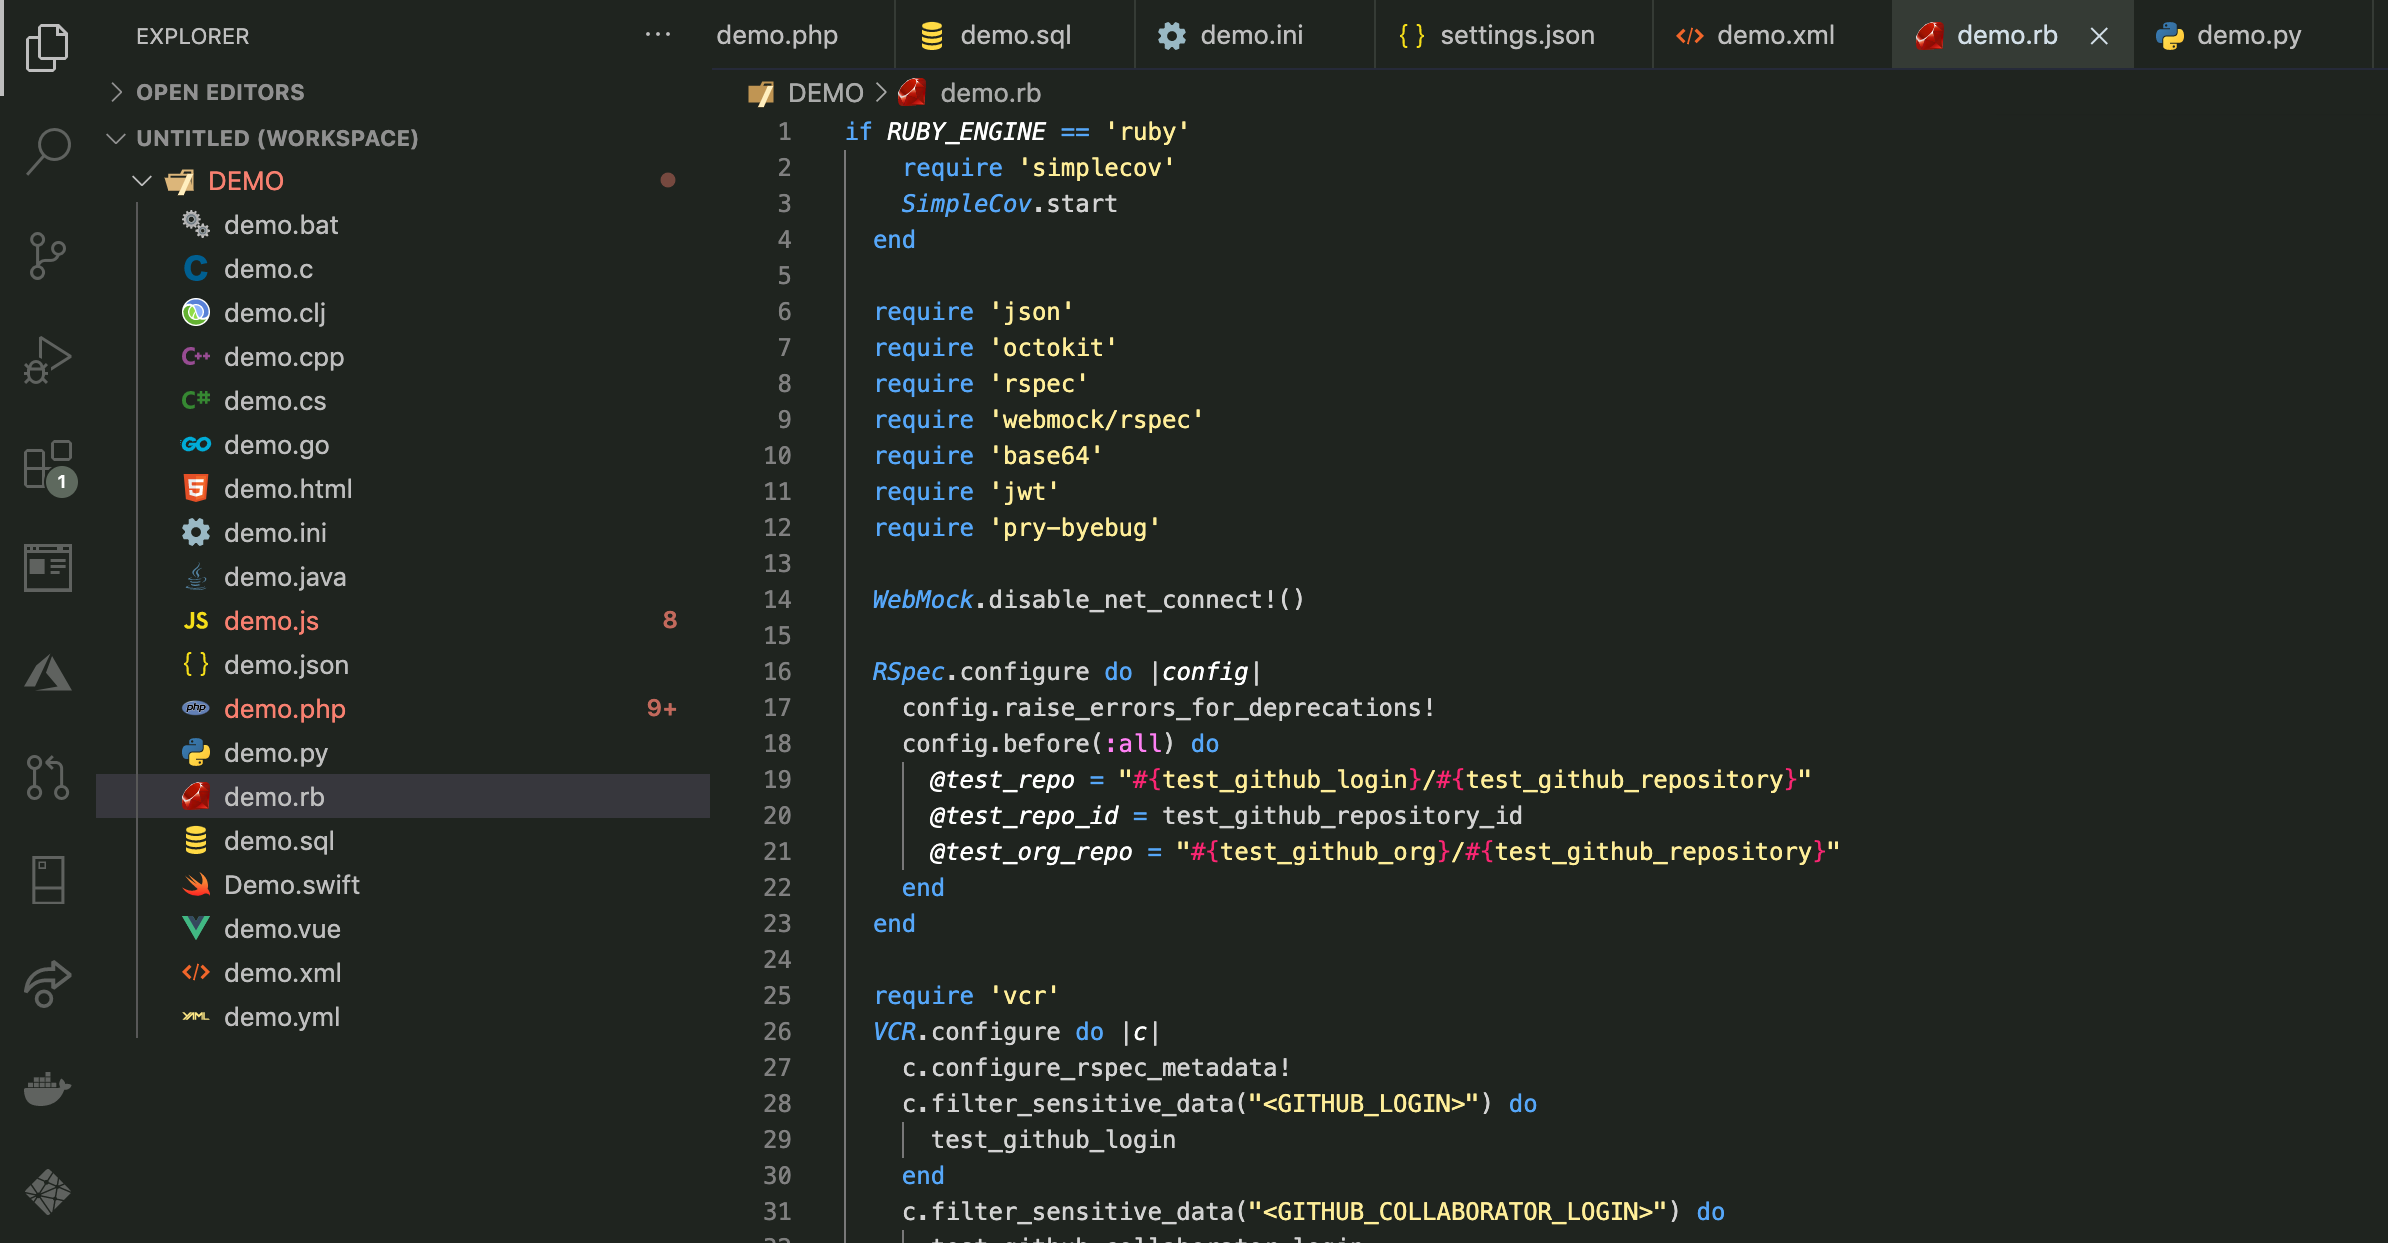 EXPLORER
OPEN EDITORS
UNTITLED (WORKSPACE)
DEMO
demo.bat
C demo.c
demo.clj
C++ demo.cpp
C# demo.cs
GO demo.go
5 demo.html
demo.ini
demo.java
JS demo.js 8
{ } demo.json
php demo.php 9+
demo.py
demo.rb
demo.sql
Demo.swift
demo.vue
</> demo.xml
YAML demo.yml
1
demo.php demo.sql demo.ini { } settings.json </> demo.xml demo.rb × demo.py
DEMO > demo.rb
1 if RUBY_ENGINE == 'ruby'
2 require 'simplecov'
3 SimpleCov.start
4 end
5
6 require 'json'
7 require 'octokit'
8 require 'rspec'
9 require 'webmock/rspec'
10 require 'base64'
11 require 'jwt'
12 require 'pry-byebug'
13
14 WebMock.disable_net_connect!()
15
16 RSpec.configure do |config|
17 config.raise_errors_for_deprecations!
18 config.before(:all) do
19 @test_repo = "#{test_github_login}/#{test_github_repository}"
20 @test_repo_id = test_github_repository_id
21 @test_org_repo = "#{test_github_org}/#{test_github_repository}"
22 end
23 end
24
25 require 'vcr'
26 VCR.configure do |c|
27 c.configure_rspec_metadata!
28 c.filter_sensitive_data("<GITHUB_LOGIN>") do
29 test_github_login
30 end
31 c.filter_sensitive_data("<GITHUB_COLLABORATOR_LOGIN>") do